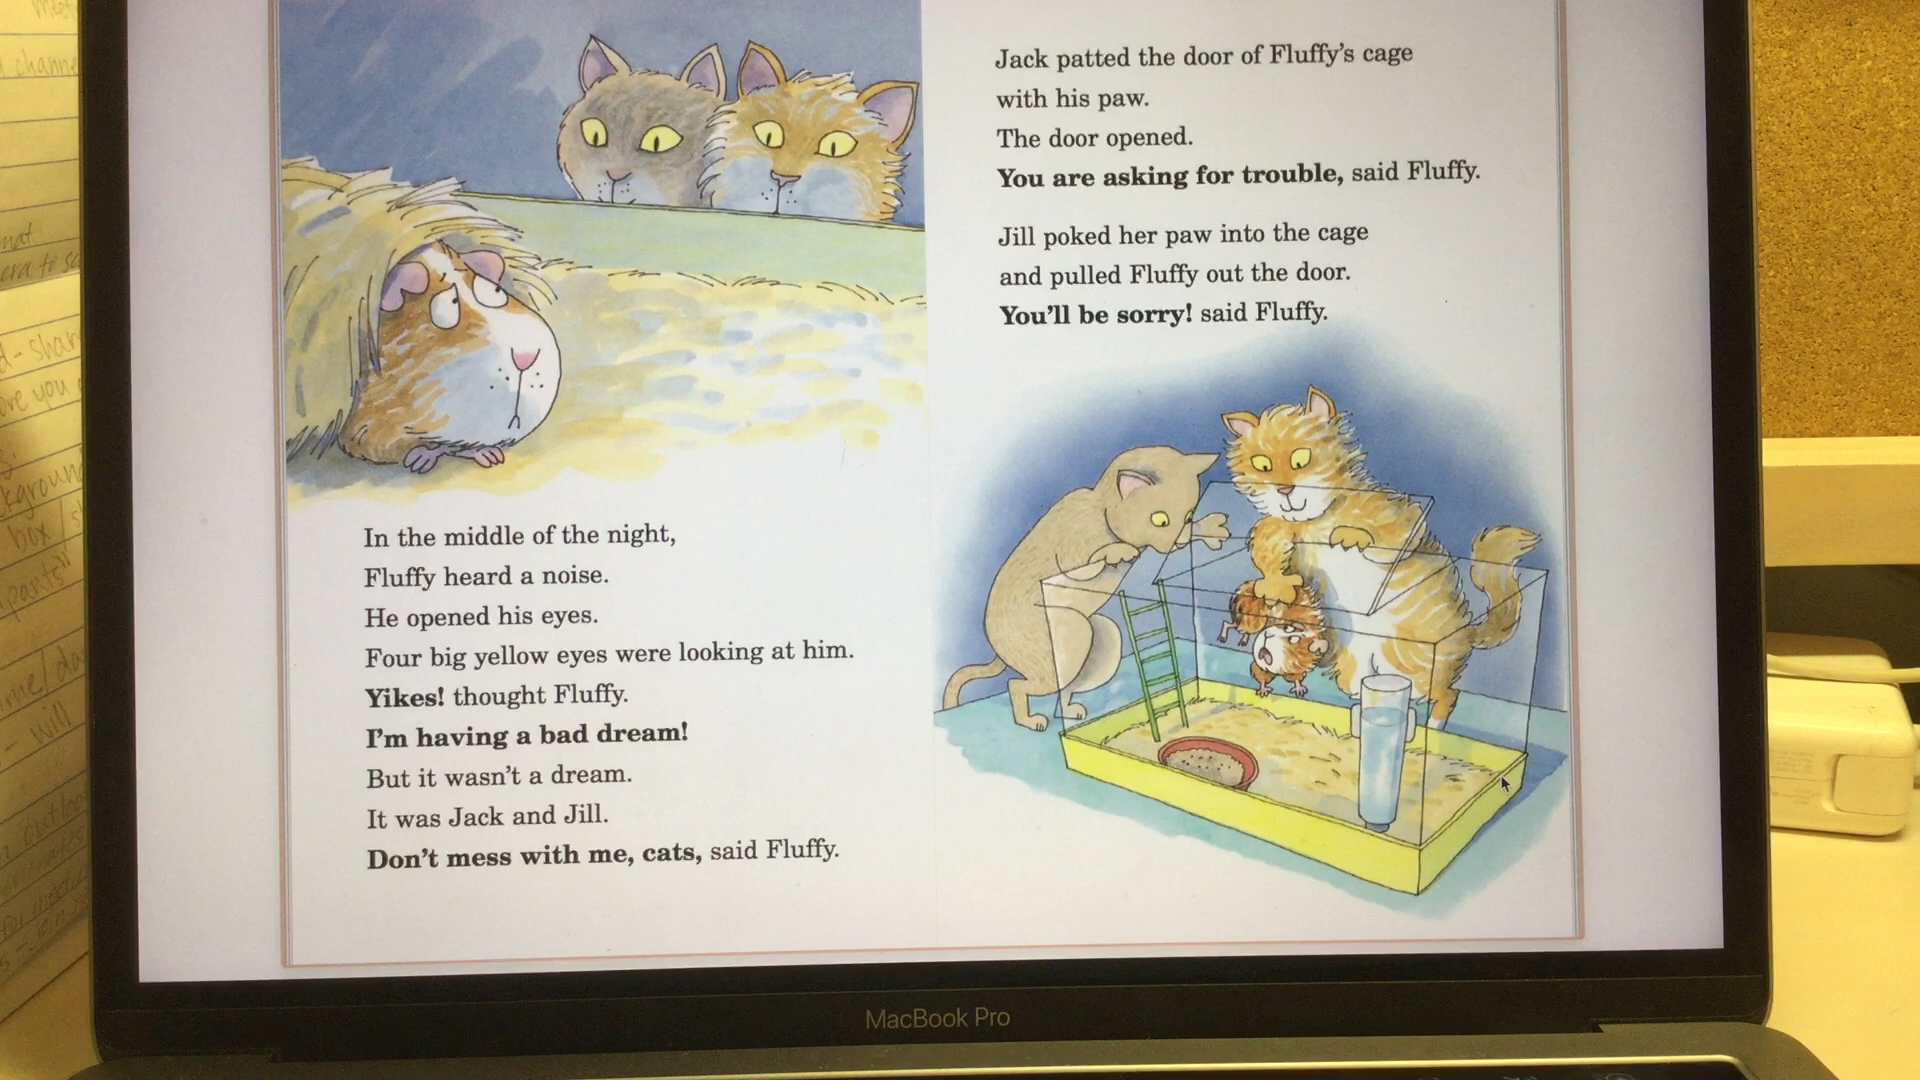 In the middle of the night,
Fluffy heard a noise.
He opened his eyes.
Four big yellow eyes were looking at him.
Yikes! thought Fluffy.
I'm having a bad dream!
But it wasn't a dream.
It was Jack and Jill.
Don't mess with me, cats, said Fluffy.
Jack patted the door of Fluffy's cage
with his paw.
The door opened.
You are asking for trouble, said Fluffy.
Jill poked her paw into the cage
and pulled Fluffy out the door.
You'll be sorry! said Fluffy.
MacBook Pro